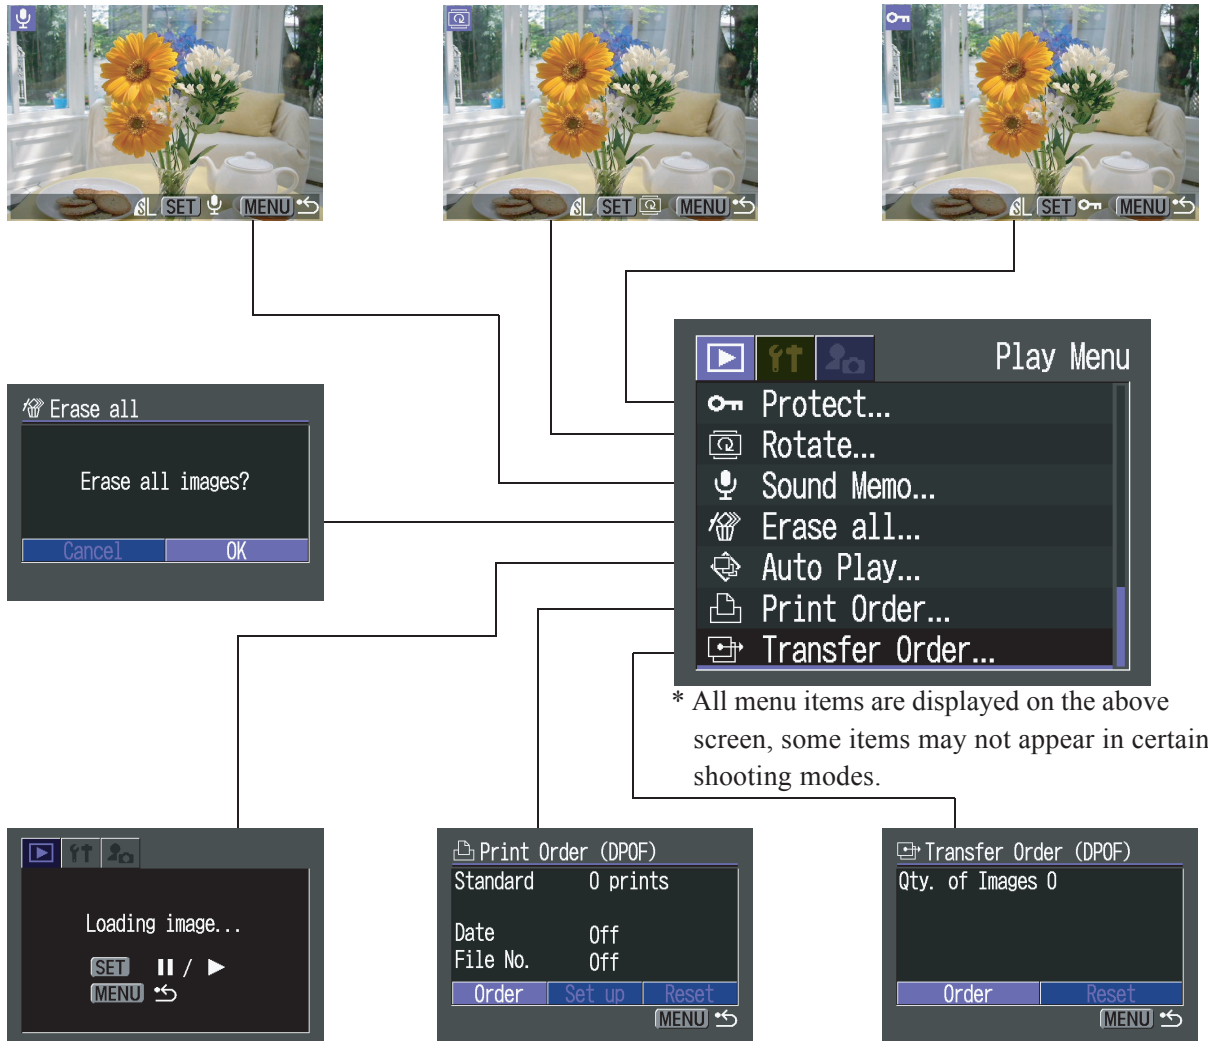 L SET MENU
L SET MENU
L SET MENU
Play Menu
Protect...
Rotate...
Sound Memo...
Erase all...
Auto Play...
Print Order...
Transfer Order...
Erase all
Erase all images?
Cancel OK
* All menu items are displayed on the above
screen, some items may not appear in certain
shooting modes.
Loading image...
SET /
MENU
Print Order (DPOF)
Standard 0 prints
Date Off
File No. Off
Order Set up Reset
MENU
Transfer Order (DPOF)
Qty. of Images 0
Order Reset
MENU